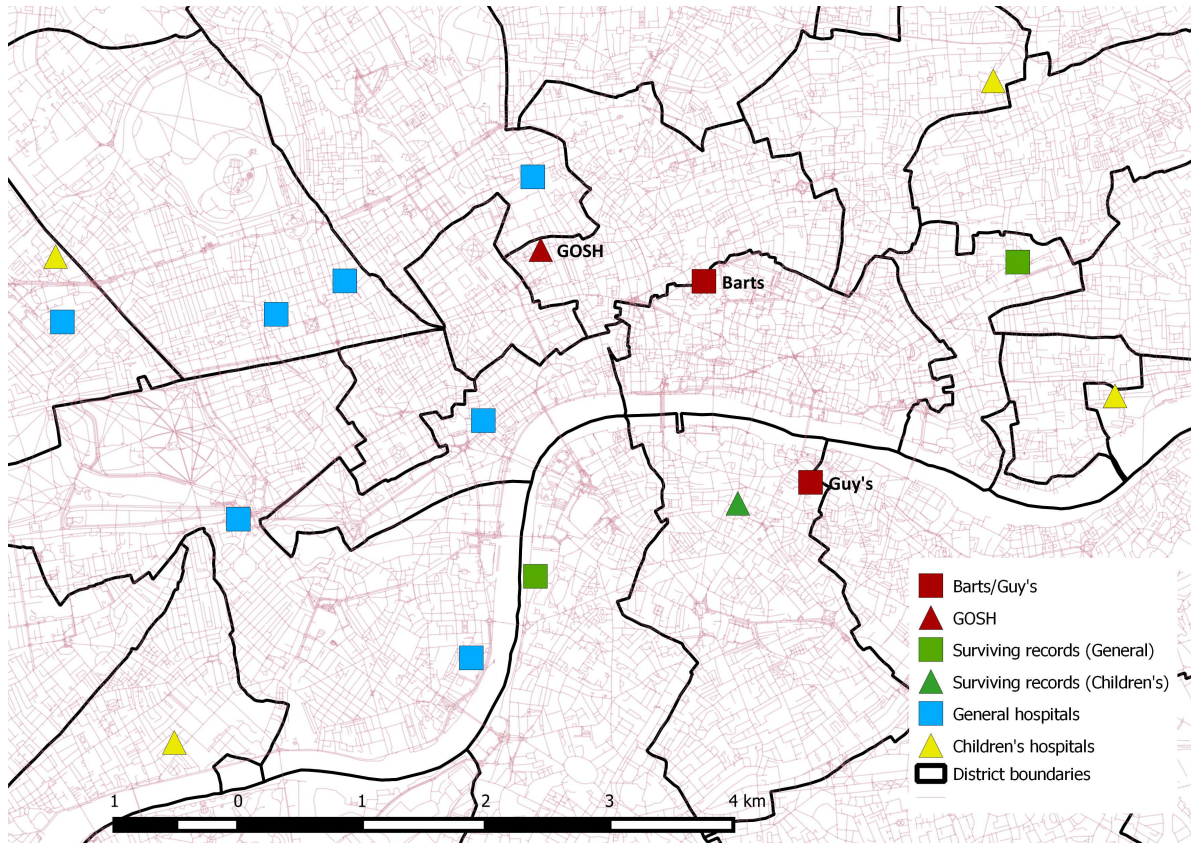 GOSH
Barts
Guy's
Barts/Guy's
GOSH
Surviving records (General)
Surviving records (Children's)
General hospitals
Children's hospitals
District boundaries
1 0 1 2 3 4 km